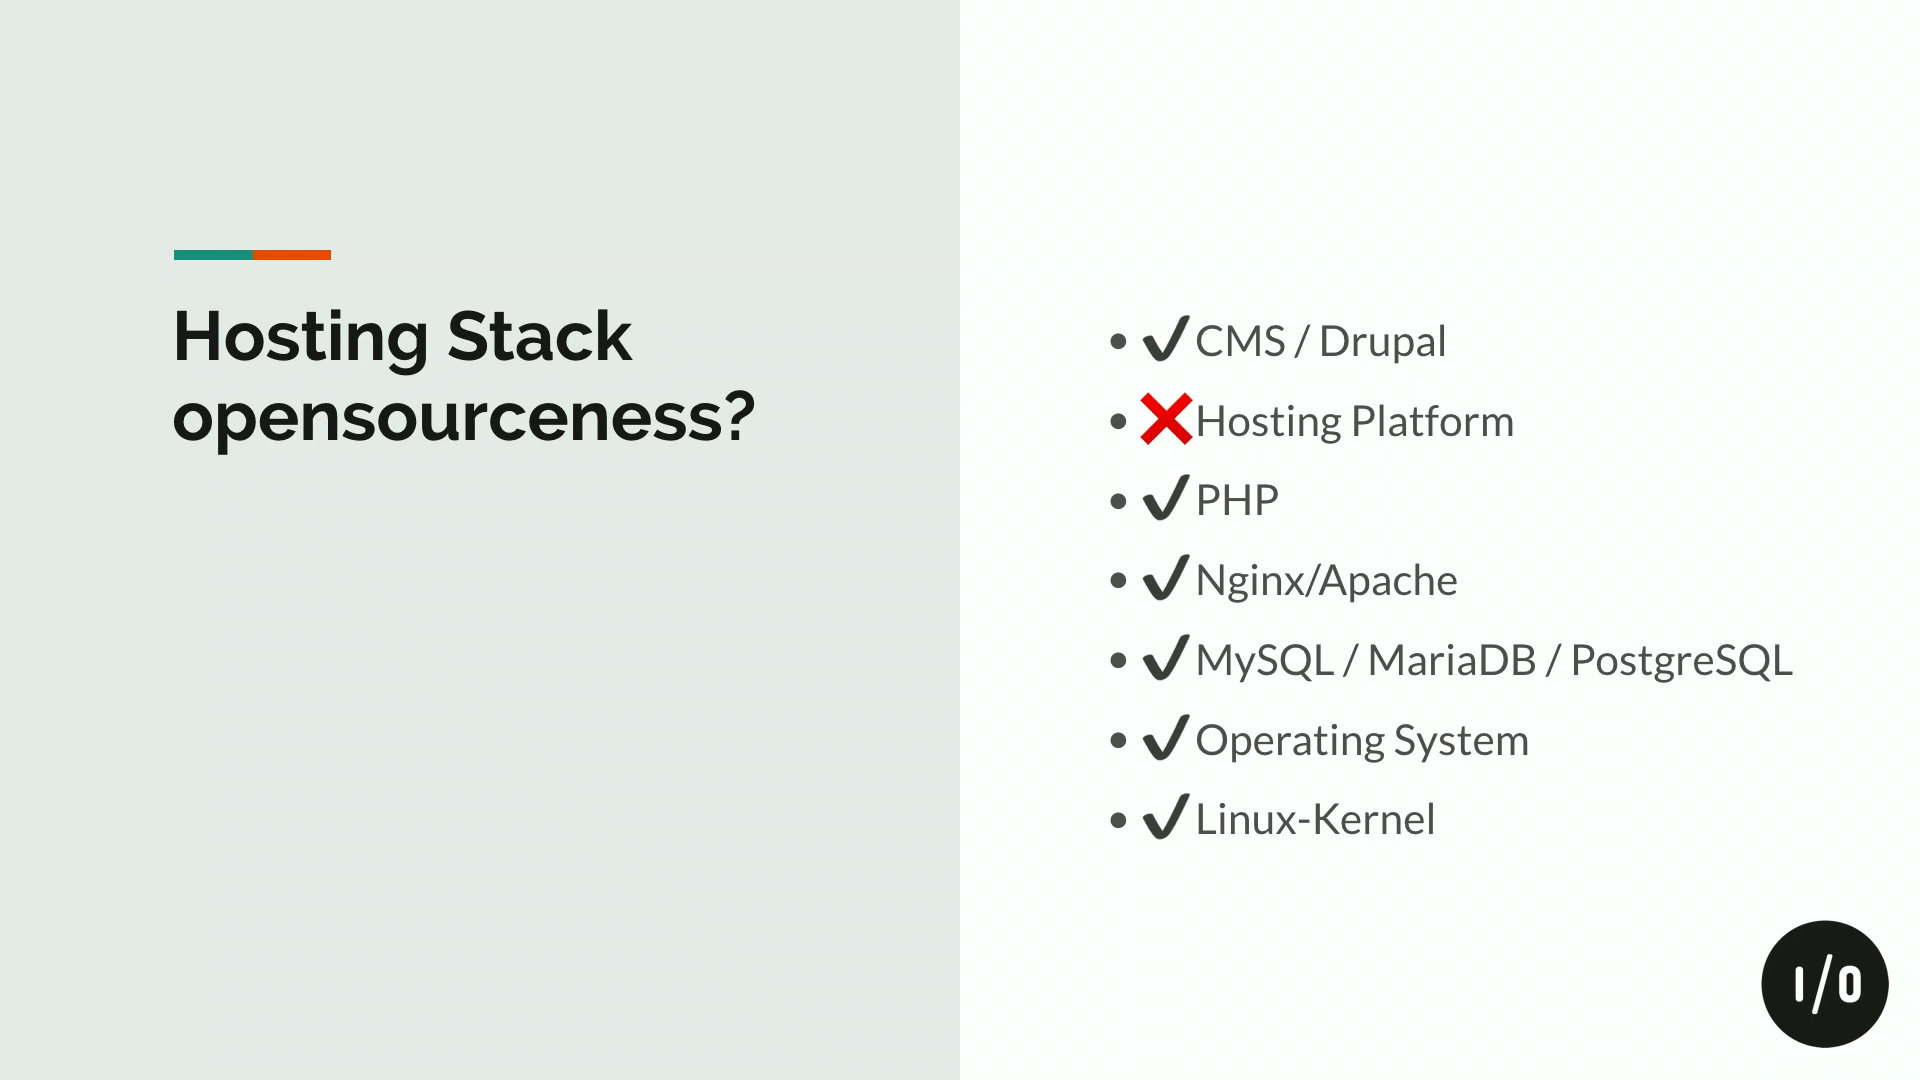 Hosting Stack
opensourceness?
• ✔CMS / Drupal
• ❌Hosting Platform
• ✔PHP
• ✔Nginx/Apache
• ✔MySQL / MariaDB / PostgreSQL
• ✔Operating System
• ✔Linux-Kernel
I/O